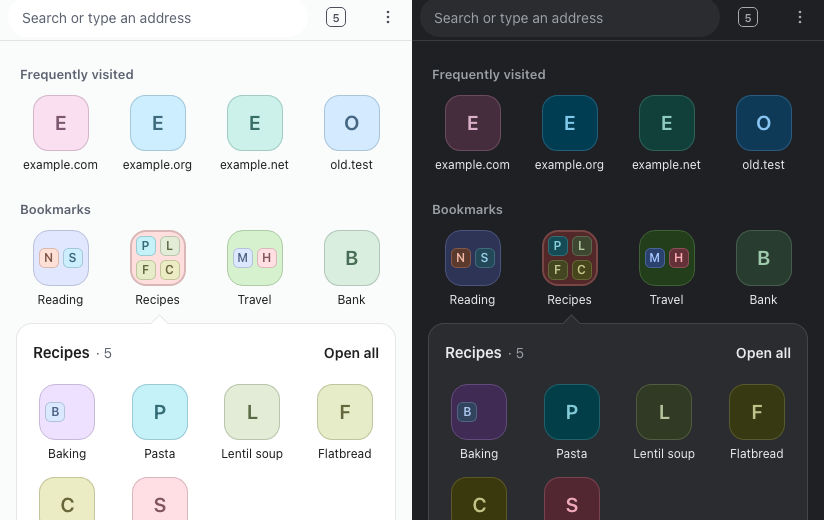 Search or type an address
5
Frequently visited
E E E O
example.com example.org example.net old.test
Bookmarks
N S P L F C M H B
Reading Recipes Travel Bank
Recipes · 5 Open all
B P L F
Baking Pasta Lentil soup Flatbread
C S
Search or type an address
5
Frequently visited
E E E O
example.com example.org example.net old.test
Bookmarks
N S P L F C M H B
Reading Recipes Travel Bank
Recipes · 5 Open all
B P L F
Baking Pasta Lentil soup Flatbread
C S